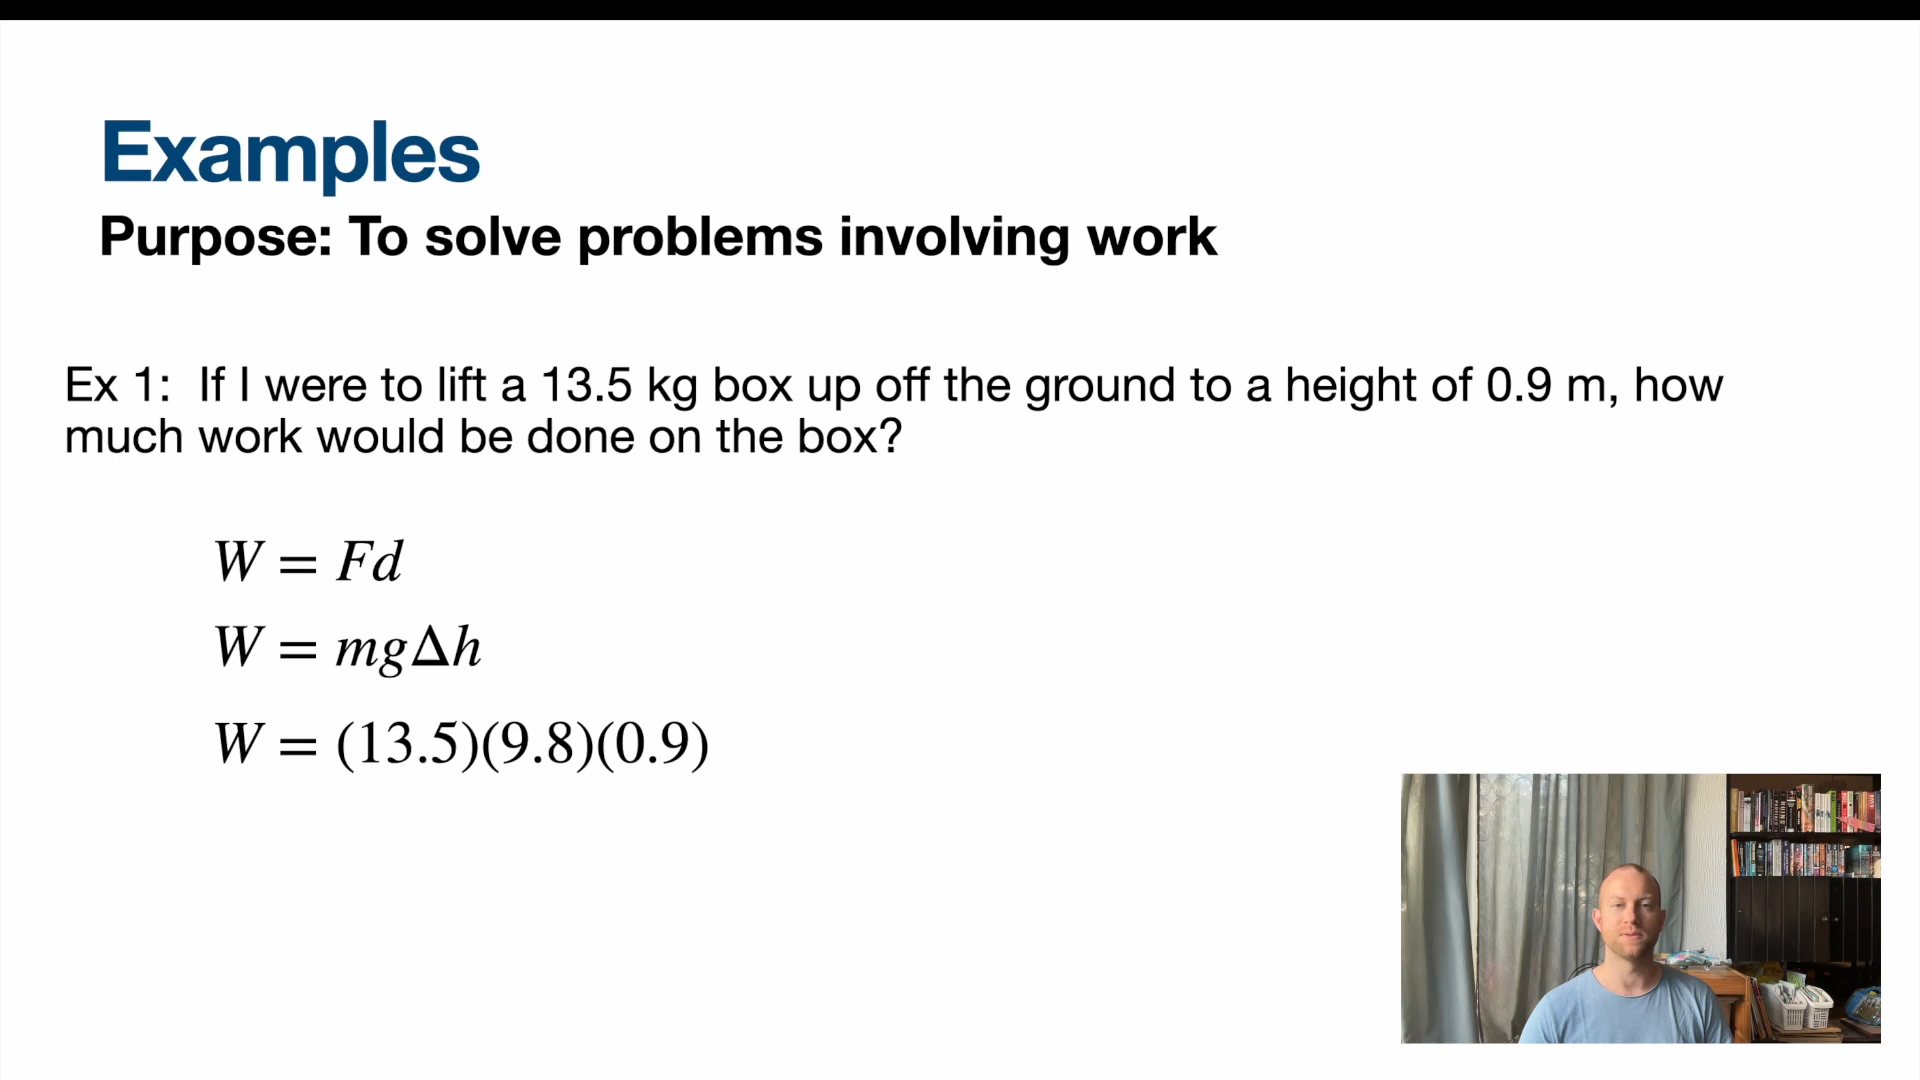 Examples
Purpose: To solve problems involving work
Ex 1: If I were to lift a 13.5 kg box up off the ground to a height of 0.9 m, how
much work would be done on the box?
W = Fd
W = mgΔh
W = (13.5)(9.8)(0.9)